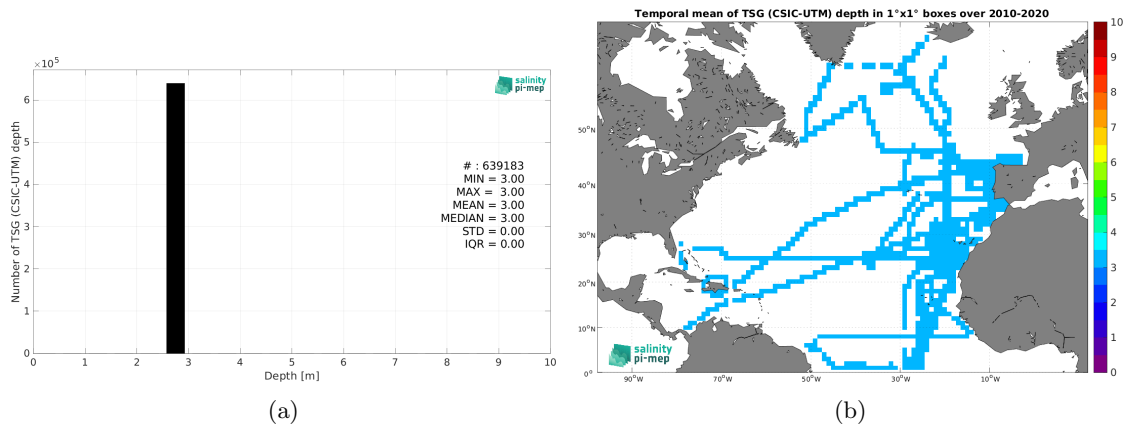 ×10⁵
6
5
4
3
2
1
0
Number of TSG (CSIC-UTM) depth
0 1 2 3 4 5 6 7 8 9 10
Depth [m]
salinity
pi-mep
# : 639183
MIN = 3.00
MAX = 3.00
MEAN = 3.00
MEDIAN = 3.00
STD = 0.00
IQR = 0.00
(a)
Temporal mean of TSG (CSIC-UTM) depth in 1°x1° boxes over 2010-2020
50°N
40°N
30°N
20°N
10°N
0°
90°W 70°W 50°W 30°W 10°W
salinity
pi-mep
10
9
8
7
6
5
4
3
2
1
0
(b)